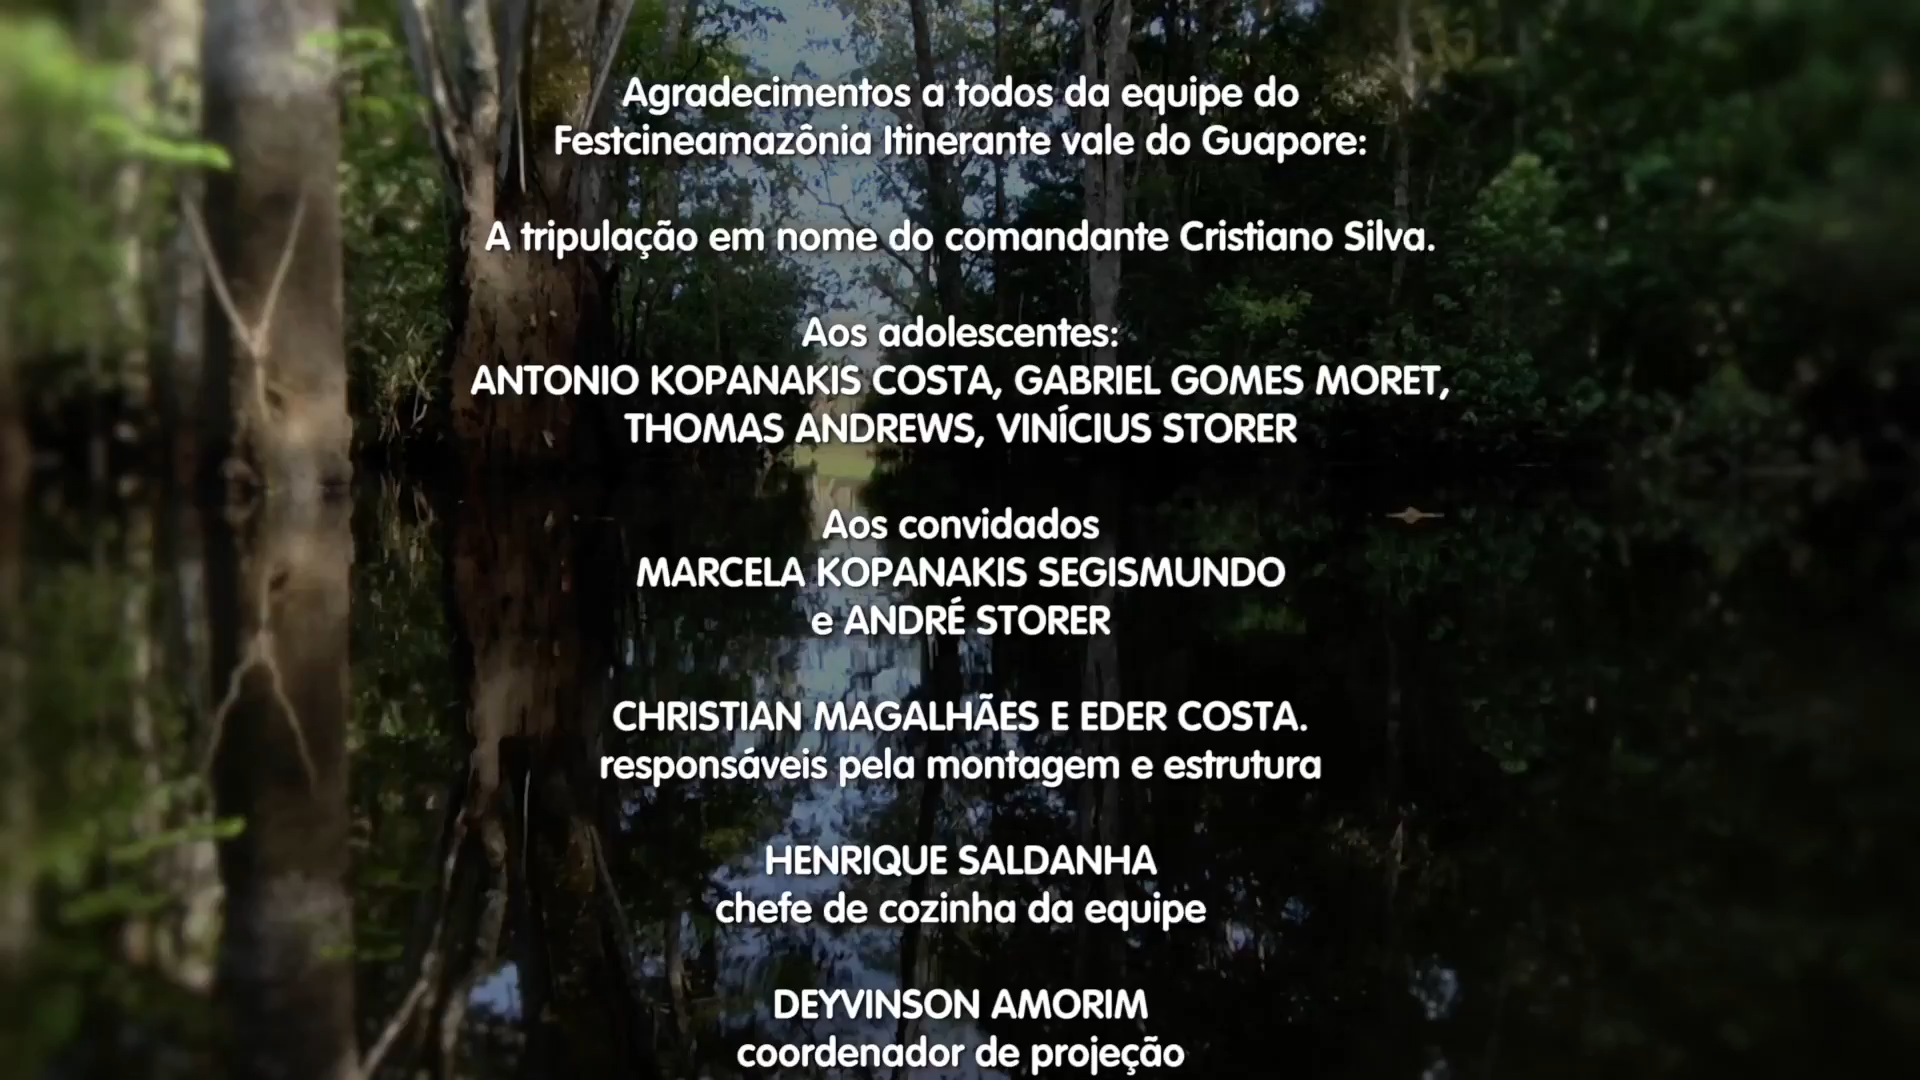 Agradecimentos a todos da equipe do
Festcineamazônia Itinerante vale do Guapore:
A tripulação em nome do comandante Cristiano Silva.
Aos adolescentes:
ANTONIO KOPANAKIS COSTA, GABRIEL GOMES MORET,
THOMAS ANDREWS, VINÍCIUS STORER
Aos convidados
MARCELA KOPANAKIS SEGISMUNDO
e ANDRÉ STORER
CHRISTIAN MAGALHÃES E EDER COSTA.
responsáveis pela montagem e estrutura
HENRIQUE SALDANHA
chefe de cozinha da equipe
DEYVINSON AMORIM
coordenador de projeção